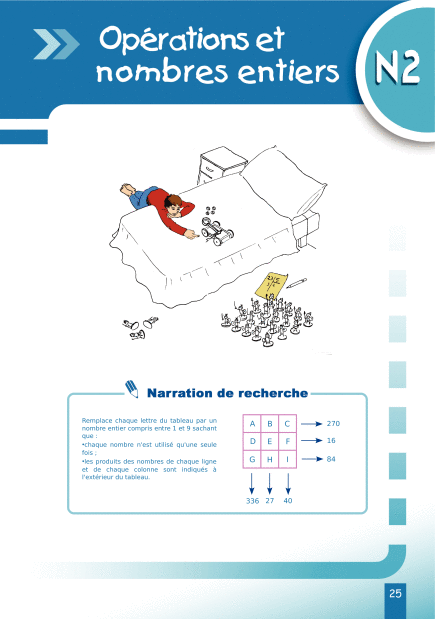 Opérations et
nombres entiers
N2
Narration de recherche
Remplace chaque lettre du tableau par un
nombre entier compris entre 1 et 9 sachant
que :
•chaque nombre n'est utilisé qu'une seule
fois ;
•les produits des nombres de chaque ligne
et de chaque colonne sont indiqués à
l'extérieur du tableau.
A B C 270
D E F 16
G H I 84
336 27 40
25